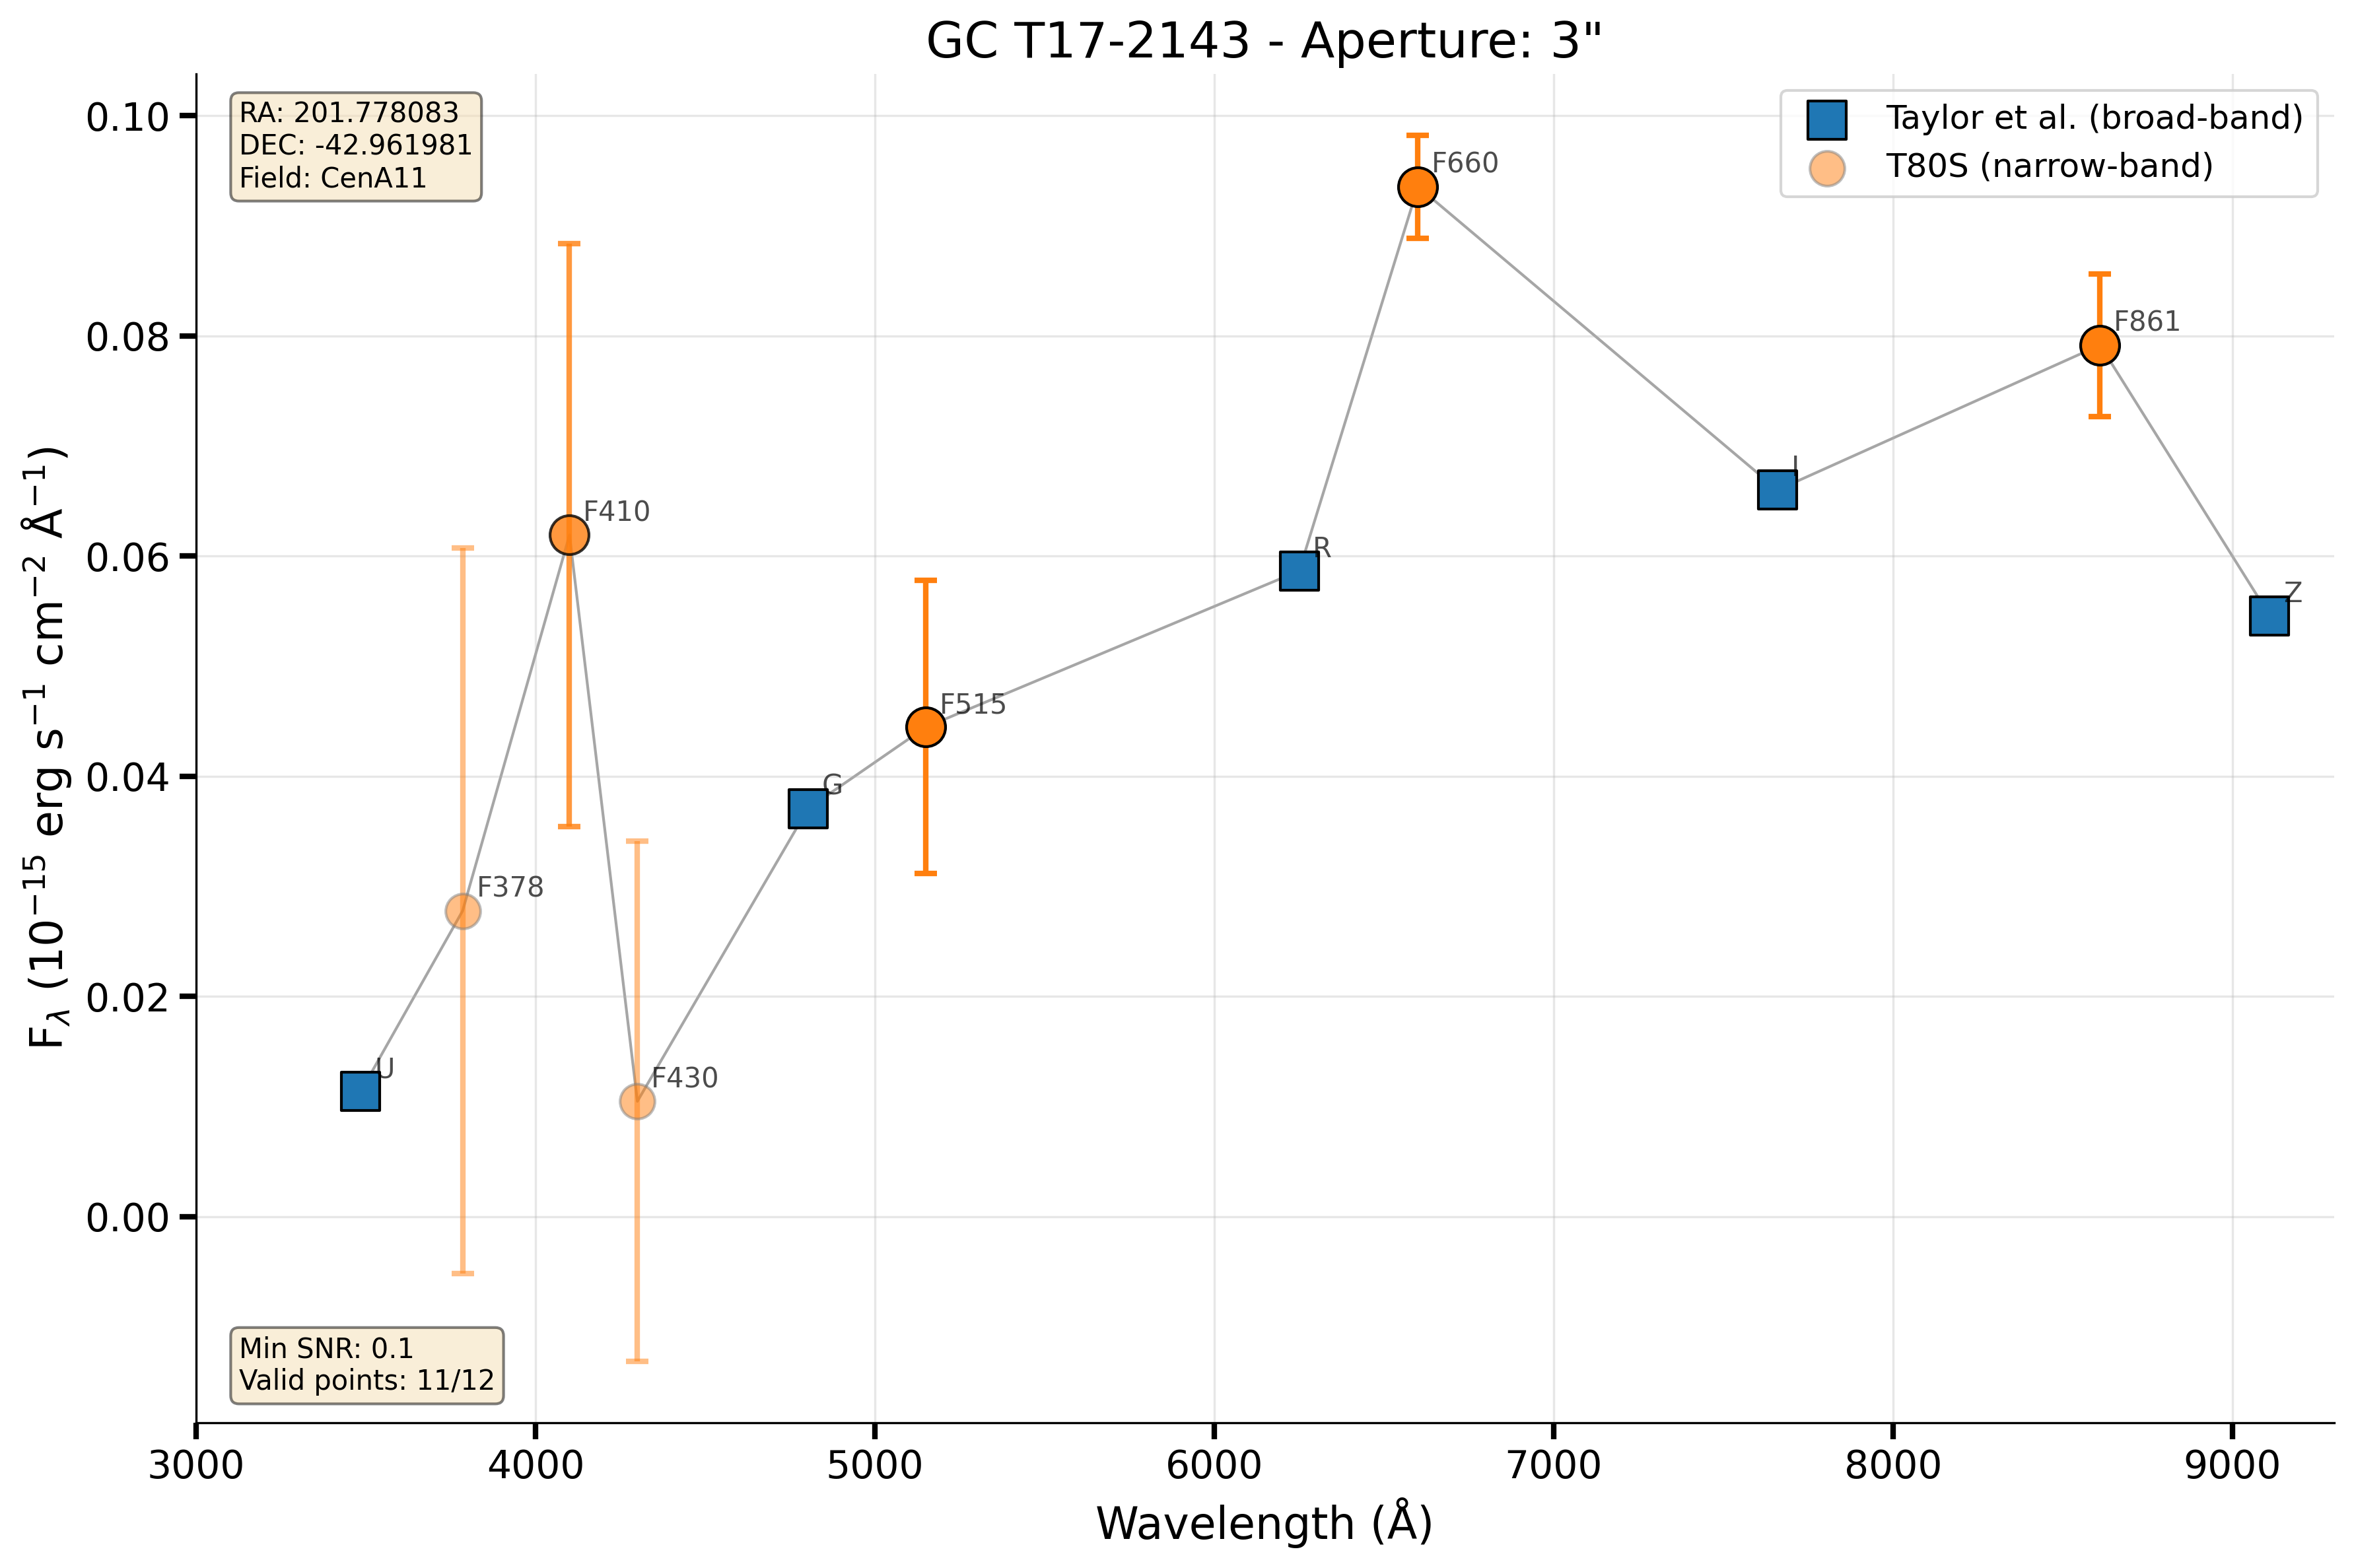 GC T17-2143 - Aperture: 3"
RA: 201.778083
DEC: -42.961981
Field: CenA11
Taylor et al. (broad-band)
T80S (narrow-band)
F660
F861
F410
F515
F378
F430
U
G
R
I
Z
Min SNR: 0.1
Valid points: 11/12
0.10
0.08
0.06
0.04
0.02
0.00
F_λ (10⁻¹⁵ erg s⁻¹ cm⁻² Å⁻¹)
3000 4000 5000 6000 7000 8000 9000
Wavelength (Å)